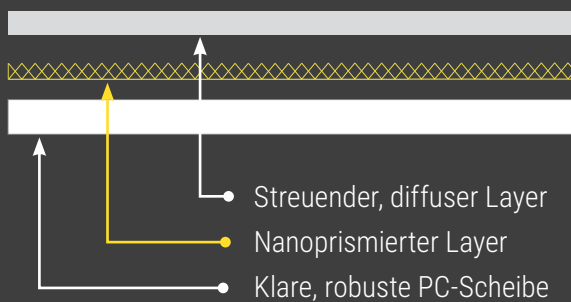 Streuender, diffuser Layer
Nanoprismierter Layer
Klare, robuste PC-Scheibe